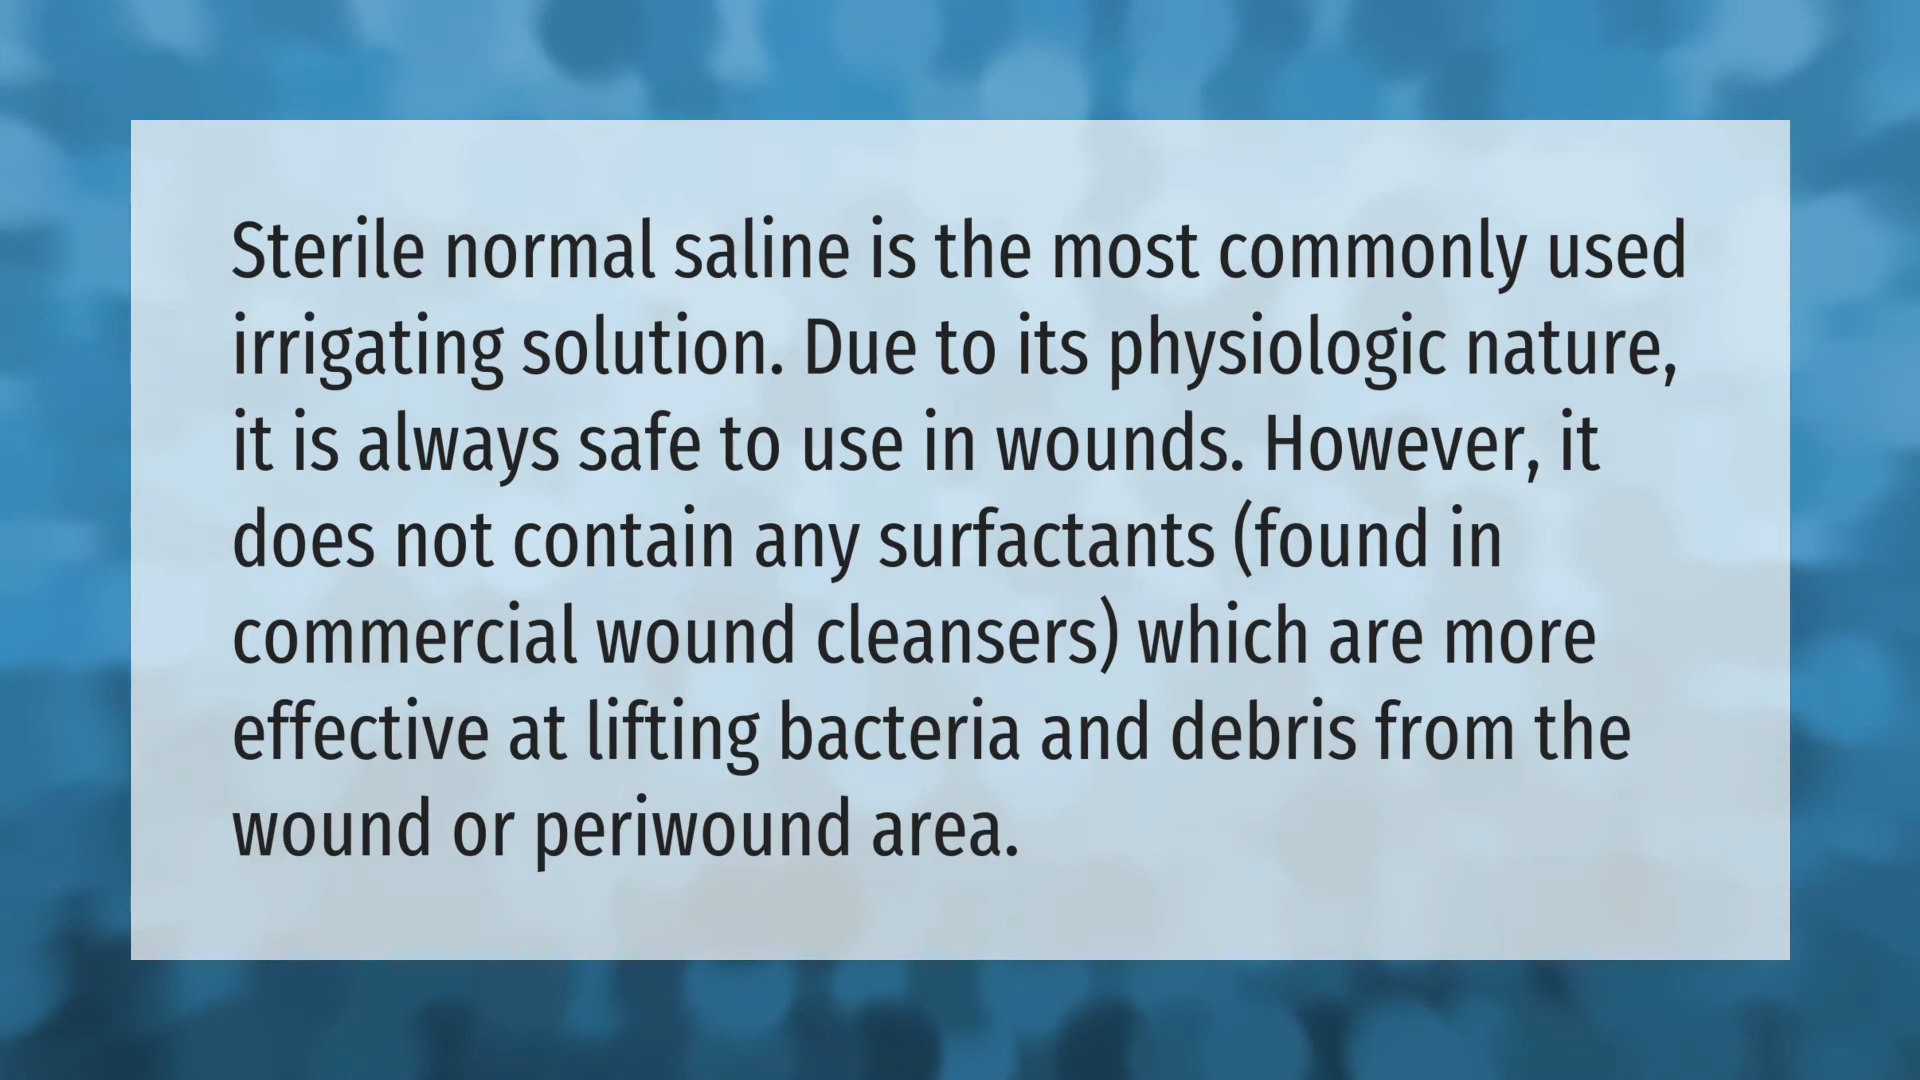 Sterile normal saline is the most commonly used
irrigating solution. Due to its physiologic nature,
it is always safe to use in wounds. However, it
does not contain any surfactants (found in
commercial wound cleansers) which are more
effective at lifting bacteria and debris from the
wound or periwound area.